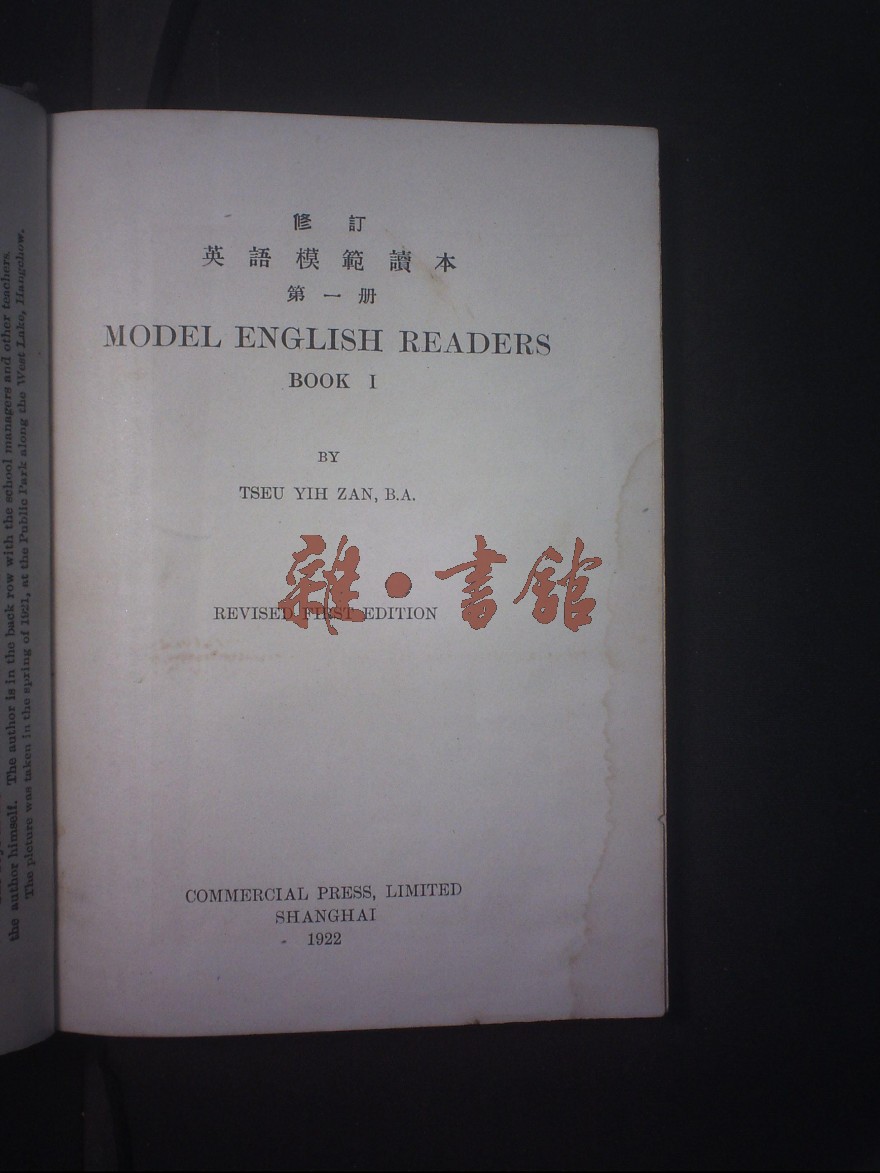 the author himself. The author is in the back row with the school managers and other teachers.
The picture was taken in the spring of 1921, at the Public Park along the West Lake, Hangchow.
修訂
英語模範讀本
第一册
MODEL ENGLISH READERS
BOOK I
BY
TSEU YIH ZAN, B.A.
雜·書館
REVISED FIRST EDITION
COMMERCIAL PRESS, LIMITED
SHANGHAI
1922